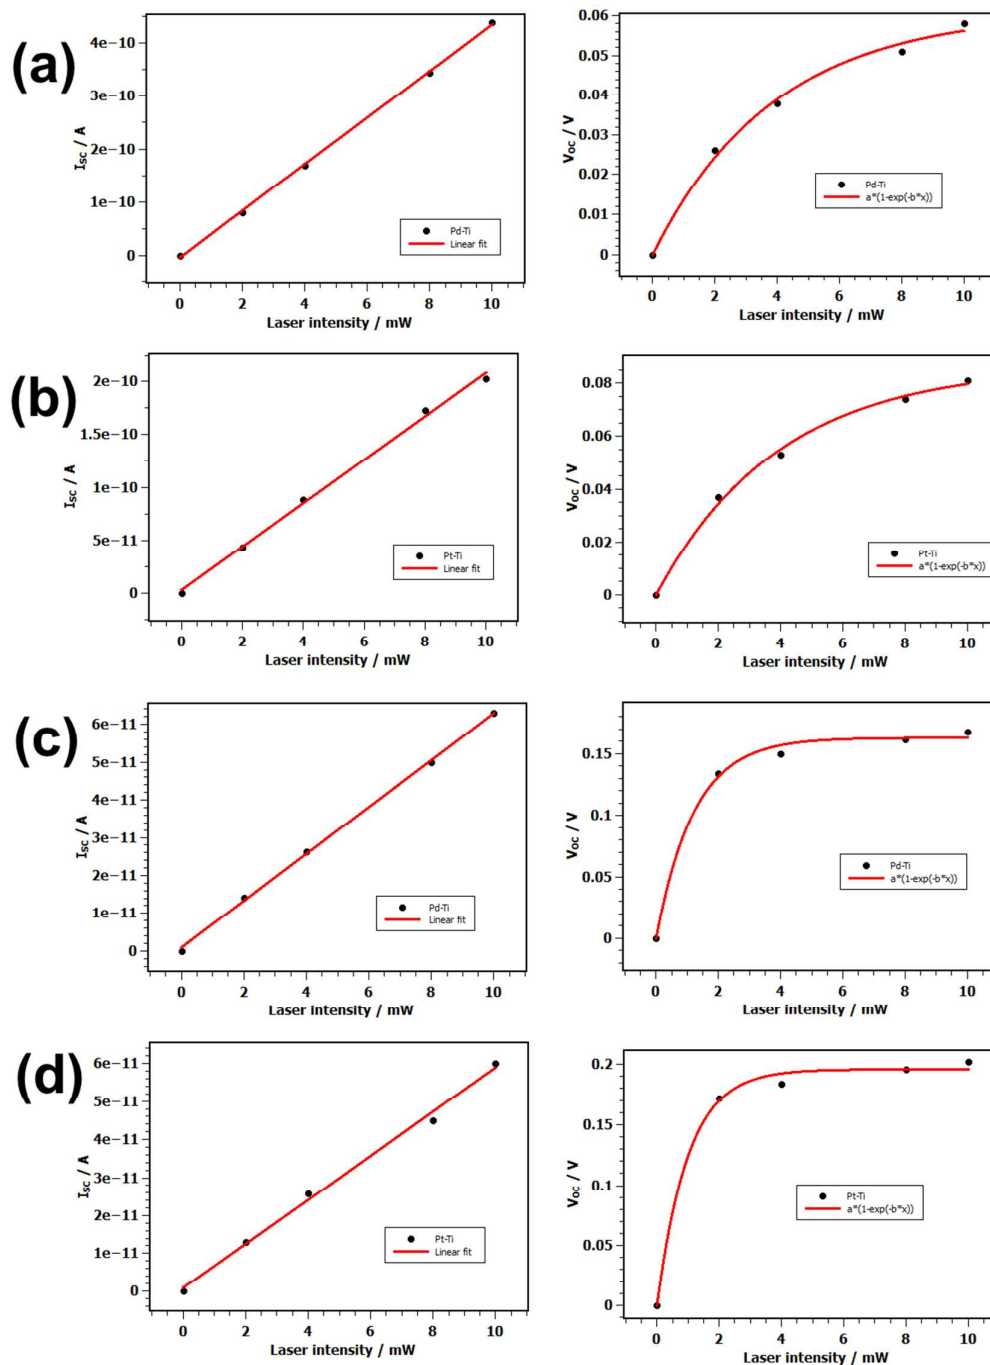 (a)
I_SC / A
4e−10
3e−10
2e−10
1e−10
0
Pd-Ti
Linear fit
0 2 4 6 8 10
Laser intensity / mW
V_OC / V
0.06
0.05
0.04
0.03
0.02
0.01
0
Pd-Ti
a*(1-exp(-b*x))
0 2 4 6 8 10
Laser intensity / mW
(b)
I_SC / A
2e−10
1.5e−10
1e−10
5e−11
0
Pt-Ti
Linear fit
0 2 4 6 8 10
Laser intensity / mW
V_OC / V
0.08
0.06
0.04
0.02
0
Pt-Ti
a*(1-exp(-b*x))
0 2 4 6 8 10
Laser intensity / mW
(c)
I_SC / A
6e−11
5e−11
4e−11
3e−11
2e−11
1e−11
0
Pd-Ti
Linear fit
0 2 4 6 8 10
Laser intensity / mW
V_OC / V
0.15
0.1
0.05
0
Pd-Ti
a*(1-exp(-b*x))
0 2 4 6 8 10
Laser intensity / mW
(d)
I_SC / A
6e−11
5e−11
4e−11
3e−11
2e−11
1e−11
0
Pt-Ti
Linear fit
0 2 4 6 8 10
Laser intensity / mW
V_OC / V
0.2
0.15
0.1
0.05
0
Pt-Ti
a*(1-exp(-b*x))
0 2 4 6 8 10
Laser intensity / mW